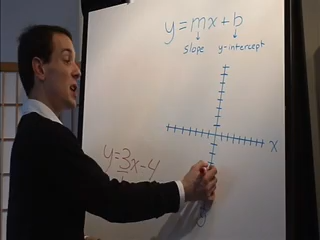 y=mx+b
slope y-intercept
x
y=3x-4